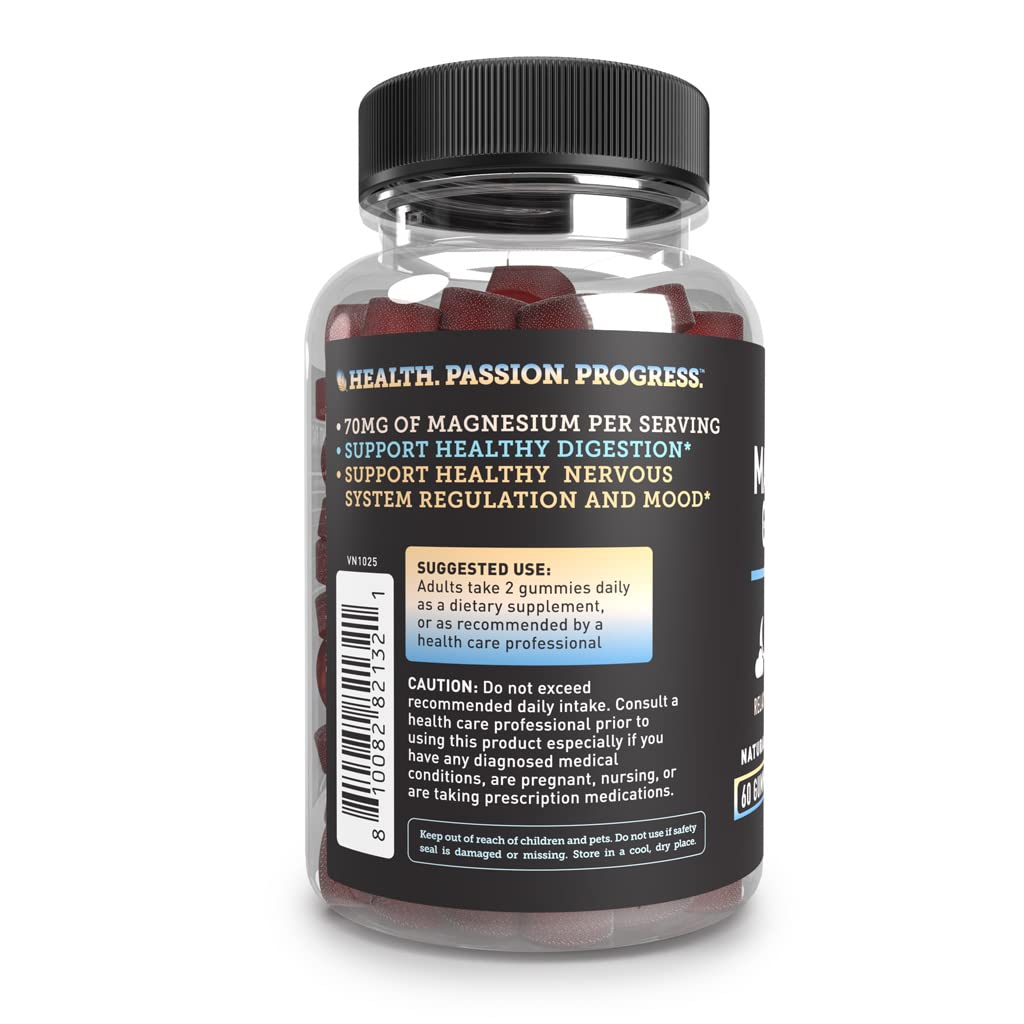 HEALTH. PASSION. PROGRESS.™
• 70MG OF MAGNESIUM PER SERVING
• SUPPORT HEALTHY DIGESTION*
• SUPPORT HEALTHY NERVOUS
SYSTEM REGULATION AND MOOD*
VN1025
8 10082 82132 1
SUGGESTED USE:
Adults take 2 gummies daily
as a dietary supplement,
or as recommended by a
health care professional
CAUTION: Do not exceed
recommended daily intake. Consult a
health care professional prior to
using this product especially if you
have any diagnosed medical
conditions, are pregnant, nursing, or
are taking prescription medications.
Keep out of reach of children and pets. Do not use if safety
seal is damaged or missing. Store in a cool, dry place.
60